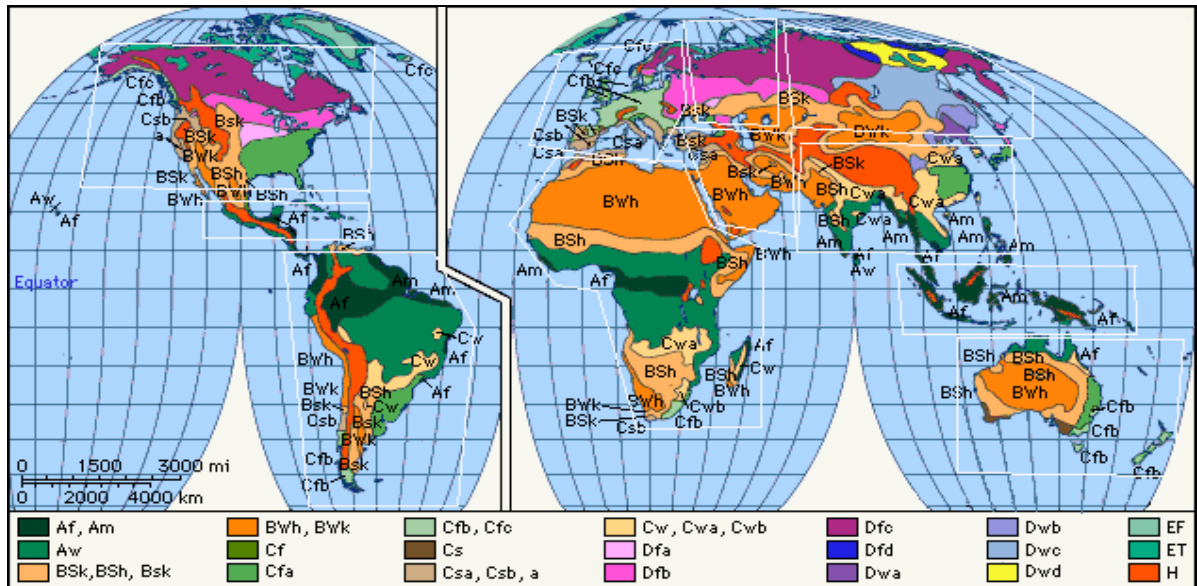 Cfc
Cfc
Cfb
Csb
a
BSk
BWk
Bsk
BSh
BSk
BWh
BWh
BSh
Aw
Af
Af
BSh
Equator
Af
Am
Am
Af
Cw
Af
Cw
Af
BWh
BWk
Bsk
Csb
BSh
Cw
Bsk
BWk
Cfb
Bsk
Cfb
Cfc
Cfc
Cfb
BSk
Csb
Csa
Csa
BSh
Bsk
Bsk
Csa
BSk
BWk
BWk
BSk
Bsk
BWh
BWh
BWh
BSh
Cwa
Cwa
Cwa
Cwa
BSh
Am
Am
Am
Am
Am
Af
Af
Aw
BSh
BWh
BSh
Am
Af
Cwa
BSh
BWh
BWk
BSk
Csb
Cwb
Cfb
BSh
BWh
Af
Cw
Af
Am
Af
BSh
BSh
BSh
Af
BSh
BWh
Cfb
Cfb
Cfb
Cfb
0 1500 3000 mi
0 2000 4000 km
Af, Am
BWh, BWk
Cfb, Cfc
Cw, Cwa, Cwb
Dfc
Dwb
EF
Aw
Cf
Cs
Dfa
Dfd
Dwc
ET
BSk,BSh, Bsk
Cfa
Csa, Csb, a
Dfb
Dwa
Dwd
H